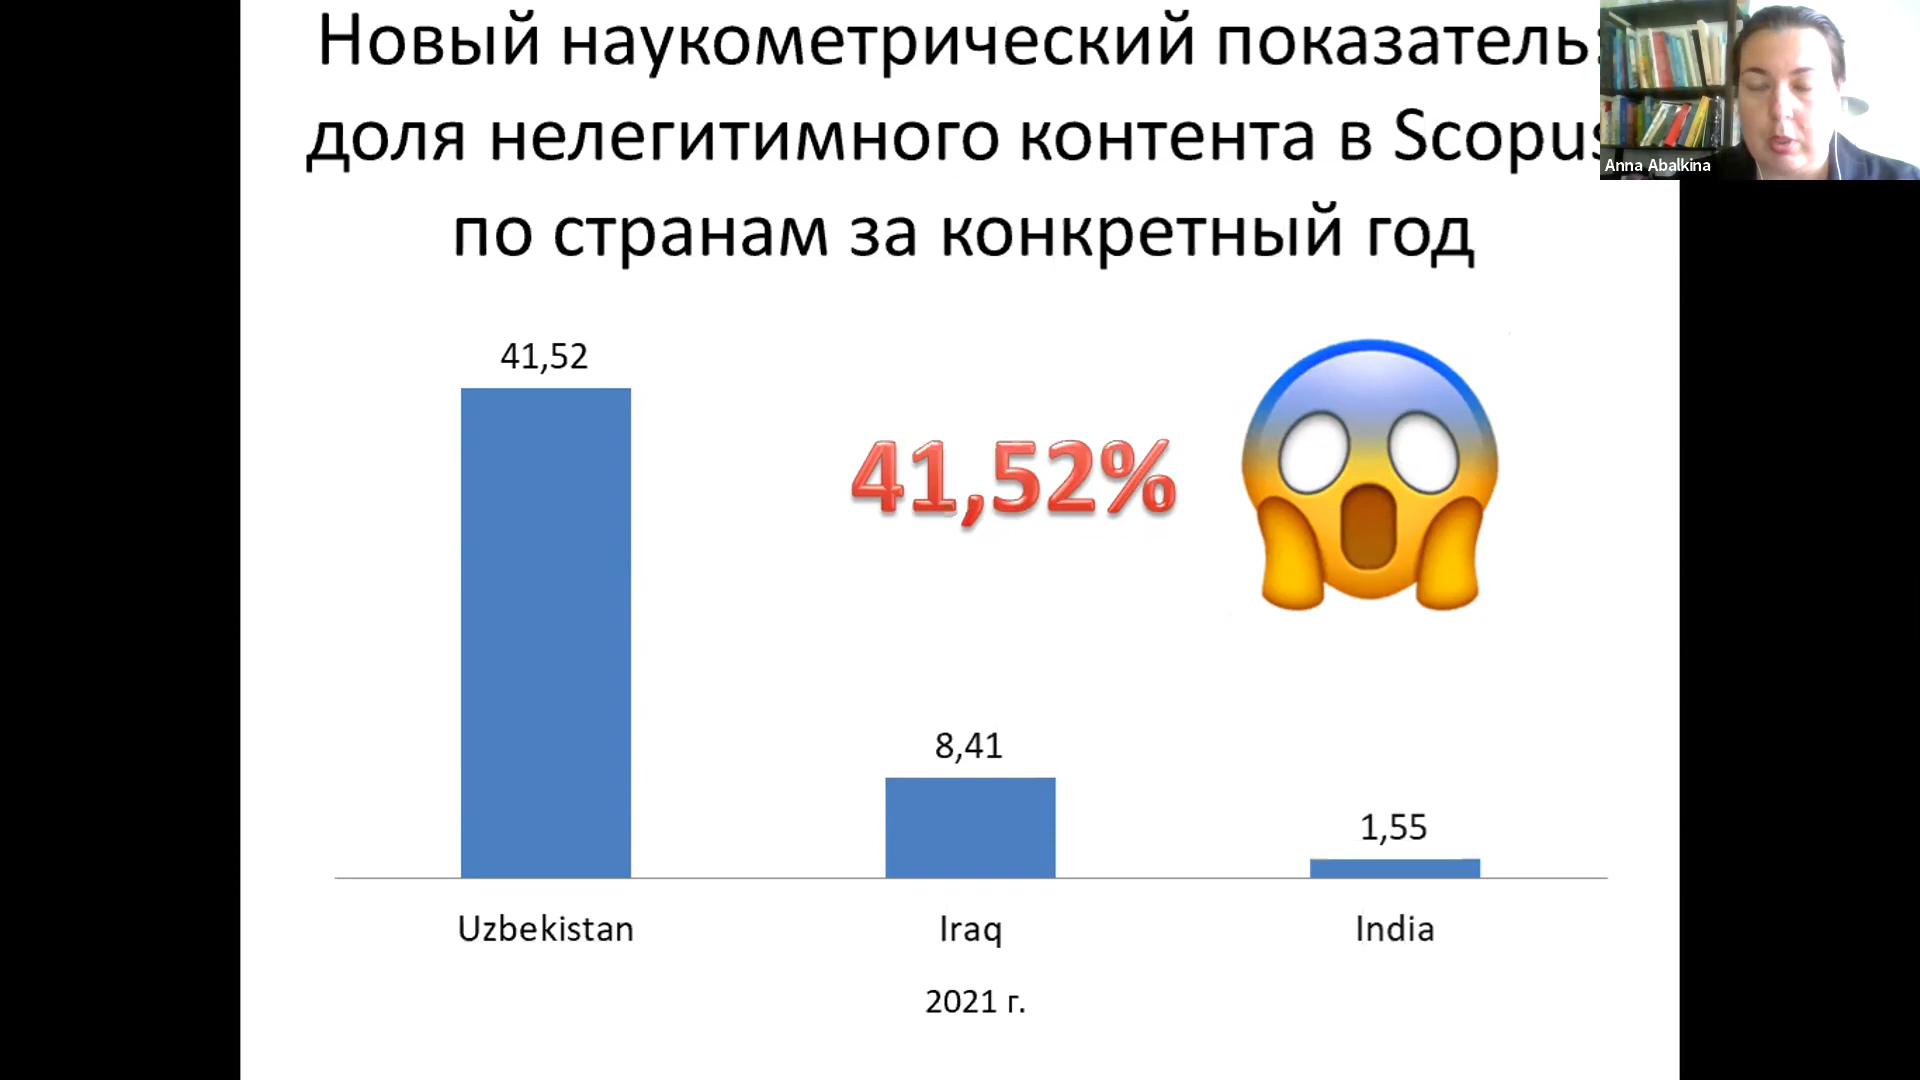 Новый наукометрический показатель:
доля нелегитимного контента в Scopus
по странам за конкретный год
Anna Abalkina
41,52
41,52%
8,41
1,55
Uzbekistan
Iraq
India
2021 г.